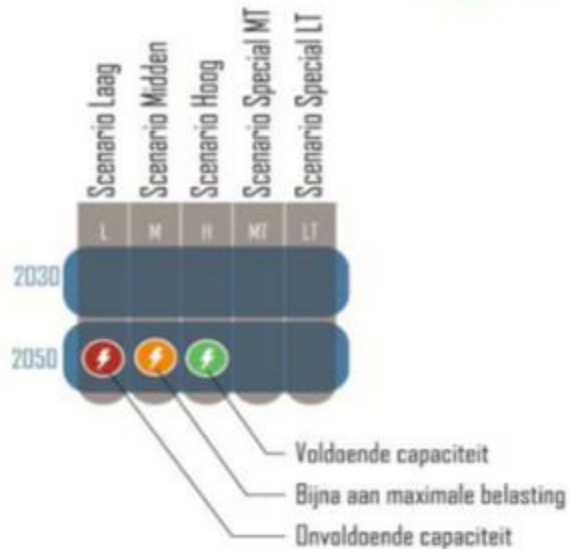 Scenario Laag
Scenario Midden
Scenario Hoog
Scenario Special MT
Scenario Special LT
L M H MT LT
2030
2050
Voldoende capaciteit
Bijna aan maximale belasting
Onvoldoende capaciteit